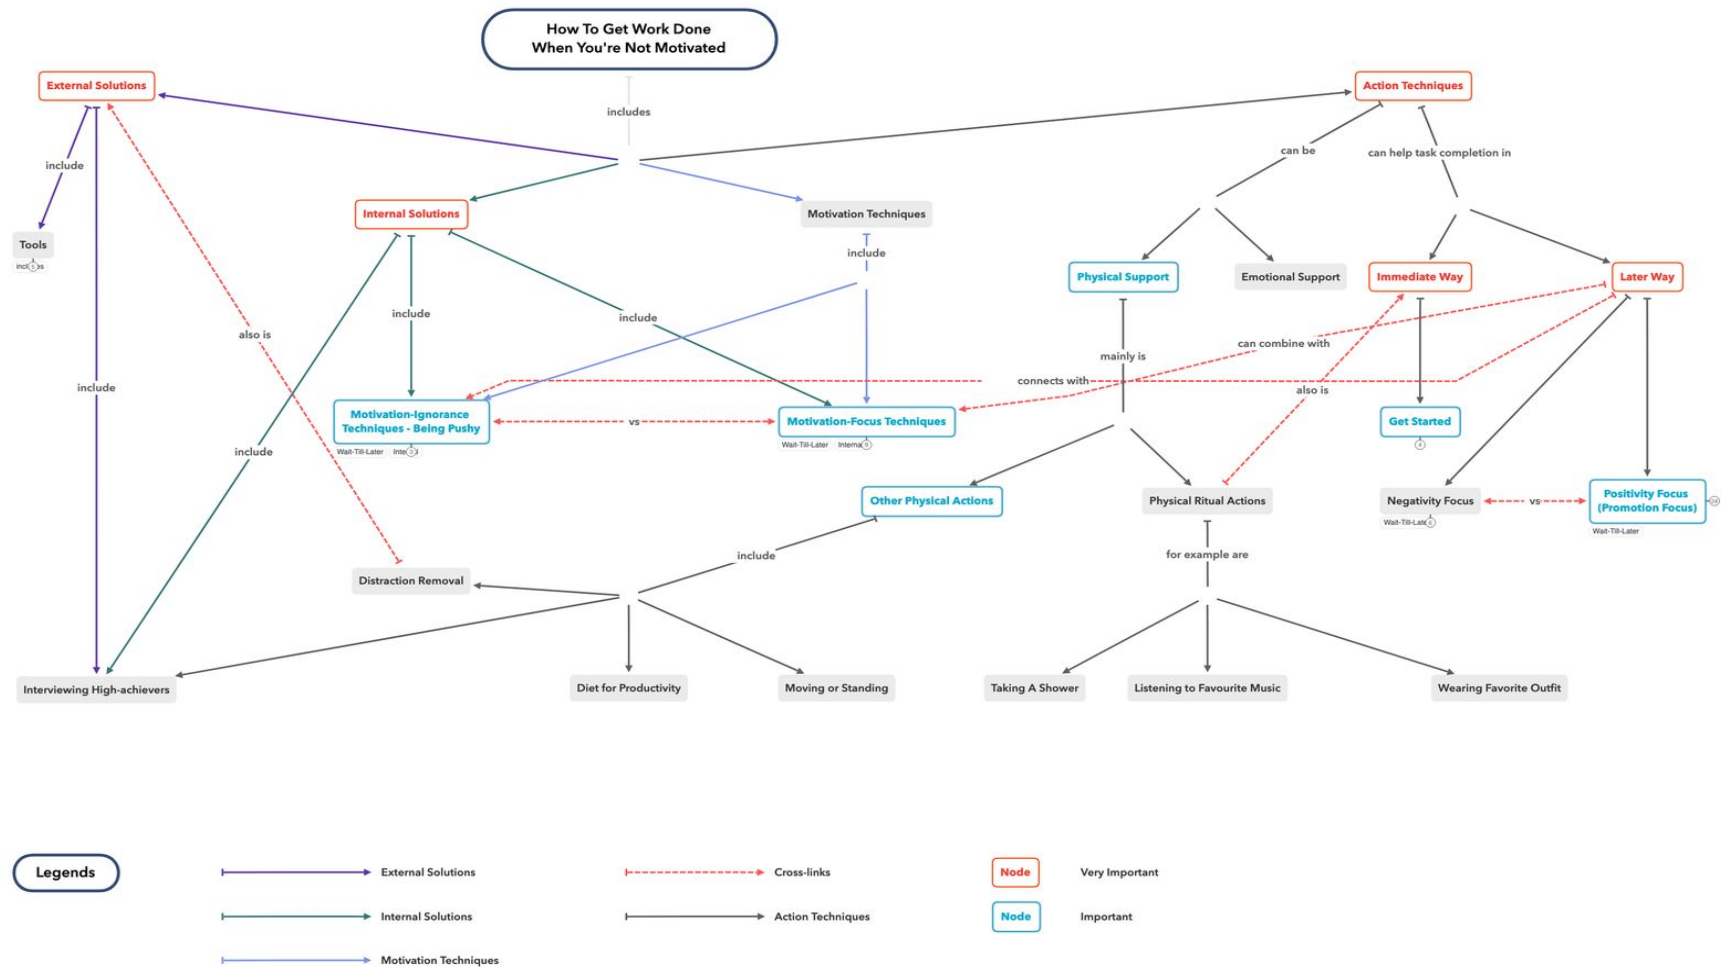 How To Get Work Done
When You're Not Motivated
External Solutions
Action Techniques
includes
can be
can help task completion in
include
Internal Solutions
Motivation Techniques
Tools
include
Physical Support
Emotional Support
Immediate Way
Later Way
include
include
also is
can combine with
mainly is
include
connects with
also is
Motivation-Ignorance
Techniques - Being Pushy
vs
Motivation-Focus Techniques
Get Started
Wait-Till-Later
Wait-Till-Later
include
Other Physical Actions
Physical Ritual Actions
Negativity Focus
vs
Positivity Focus
(Promotion Focus)
Wait-Till-Later
include
for example are
Distraction Removal
Interviewing High-achievers
Diet for Productivity
Moving or Standing
Taking A Shower
Listening to Favourite Music
Wearing Favorite Outfit
Legends
External Solutions
Cross-links
Node
Very Important
Internal Solutions
Action Techniques
Node
Important
Motivation Techniques